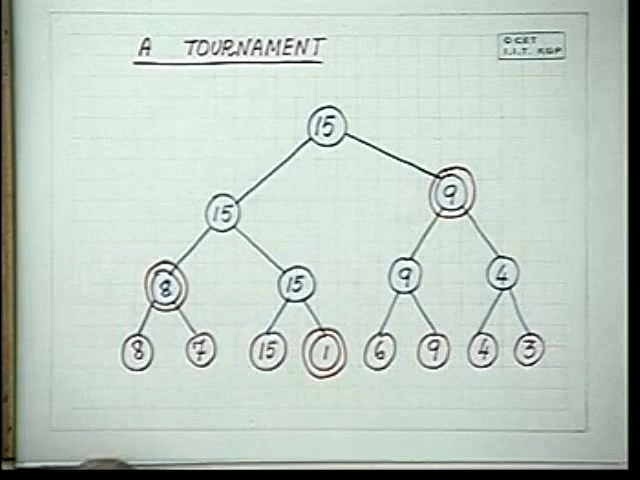 A TOURNAMENT
© CET
I.I.T. KGP
15
15 9
8 15 9 4
8 7 15 1 6 9 4 3